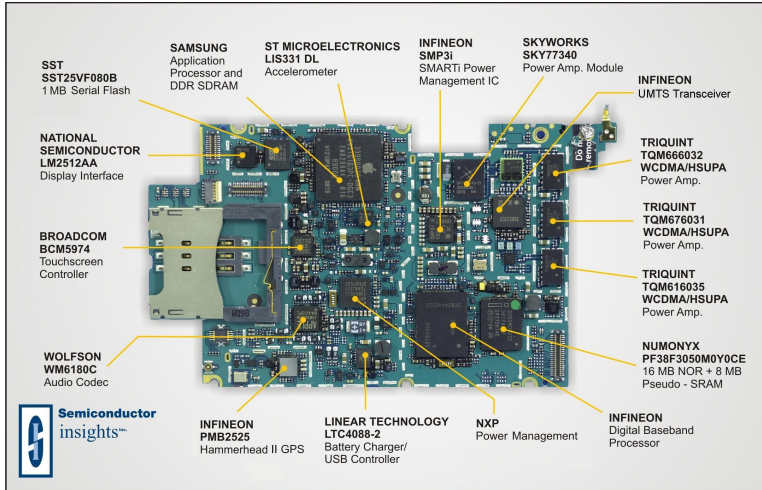 SST
SST25VF080B
1 MB Serial Flash
SAMSUNG
Application
Processor and
DDR SDRAM
ST MICROELECTRONICS
LIS331 DL
Accelerometer
INFINEON
SMP3i
SMARTi Power
Management IC
SKYWORKS
SKY77340
Power Amp. Module
INFINEON
UMTS Transceiver
NATIONAL
SEMICONDUCTOR
LM2512AA
Display Interface
Do not
remove
TRIQUINT
TQM666032
WCDMA/HSUPA
Power Amp.
BROADCOM
BCM5974
Touchscreen
Controller
TRIQUINT
TQM676031
WCDMA/HSUPA
Power Amp.
TRIQUINT
TQM616035
WCDMA/HSUPA
Power Amp.
WOLFSON
WM6180C
Audio Codec
NUMONYX
PF38F3050M0Y0CE
16 MB NOR + 8 MB
Pseudo - SRAM
INFINEON
PMB2525
Hammerhead II GPS
LINEAR TECHNOLOGY
LTC4088-2
Battery Charger/
USB Controller
NXP
Power Management
INFINEON
Digital Baseband
Processor
Semiconductor
insights